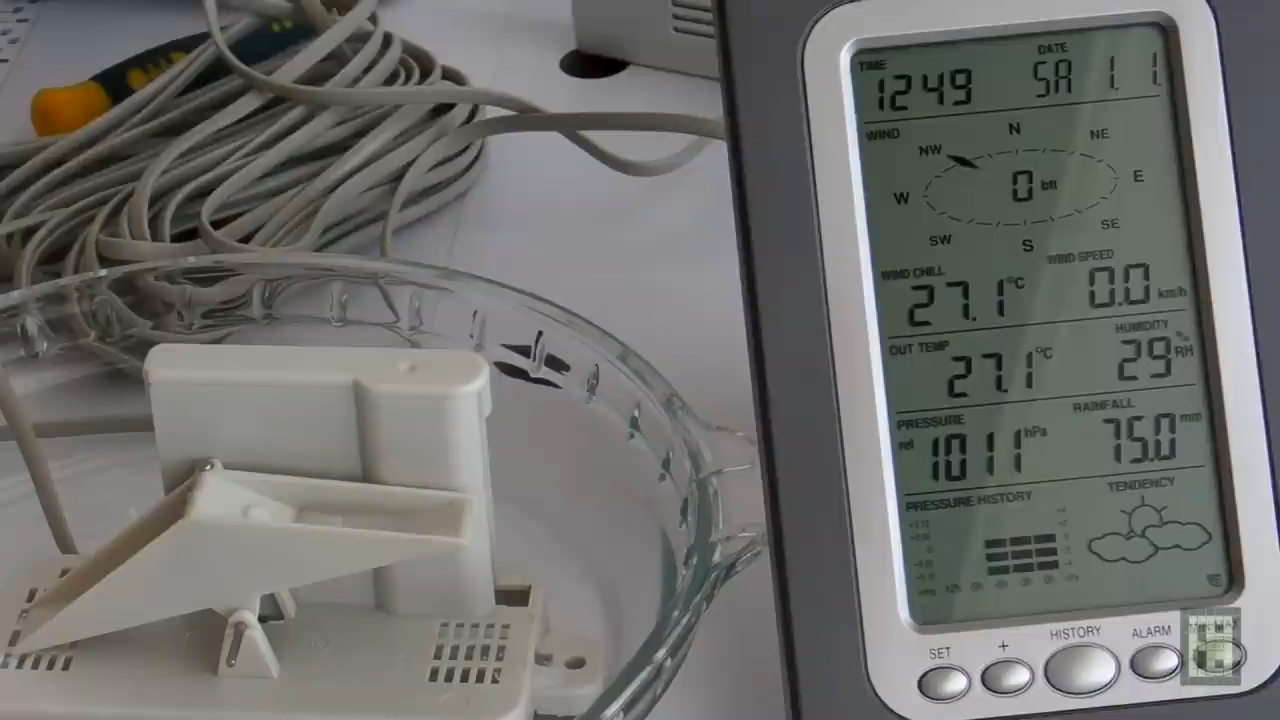 TIME DATE
1249 SA 1. 1.
WIND
N
NW NE
W 0 bft E
SW SE
S
WIND CHILL WIND SPEED
27.1 °C 0.0 km/h
OUT TEMP HUMIDITY
27.1 °C 29 % RH
PRESSURE RAINFALL
rel 1011 hPa 75.0 mm
PRESSURE HISTORY TENDENCY
SET + HISTORY ALARM